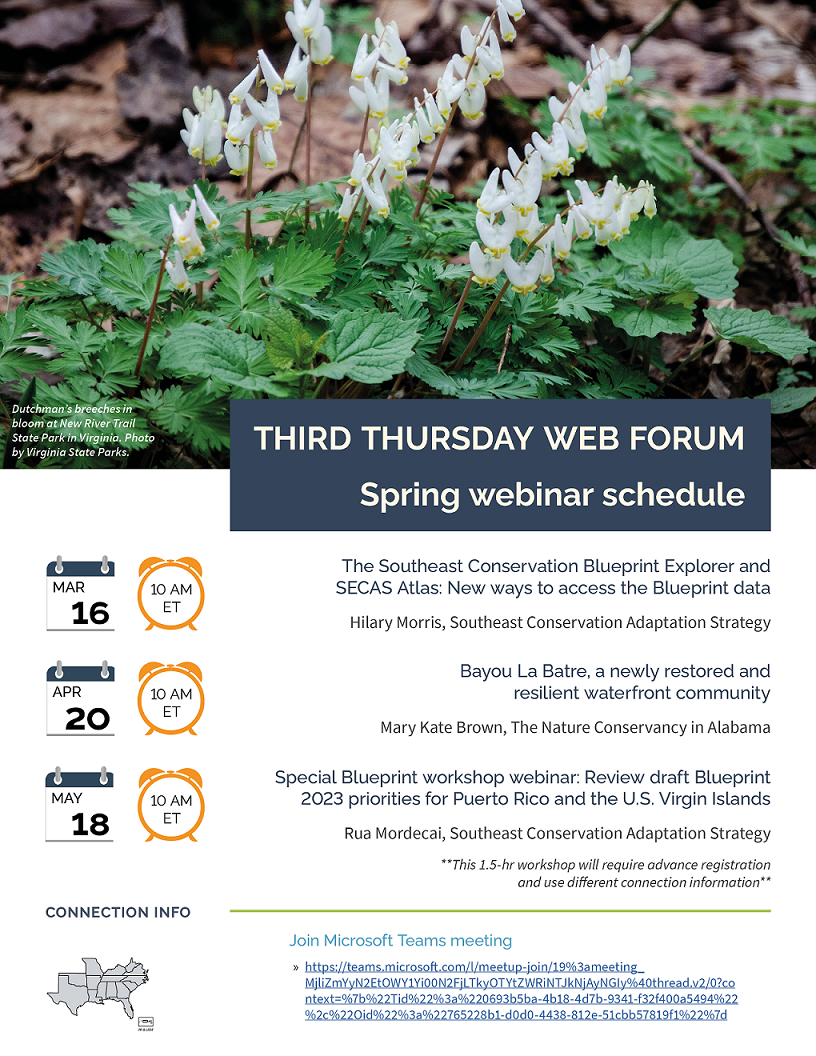 Dutchman's breeches in
bloom at New River Trail
State Park in Virginia. Photo
by Virginia State Parks.
THIRD THURSDAY WEB FORUM
Spring webinar schedule
MAR
16
10 AM
ET
The Southeast Conservation Blueprint Explorer and
SECAS Atlas: New ways to access the Blueprint data
Hilary Morris, Southeast Conservation Adaptation Strategy
APR
20
10 AM
ET
Bayou La Batre, a newly restored and
resilient waterfront community
Mary Kate Brown, The Nature Conservancy in Alabama
MAY
18
10 AM
ET
Special Blueprint workshop webinar: Review draft Blueprint
2023 priorities for Puerto Rico and the U.S. Virgin Islands
Rua Mordecai, Southeast Conservation Adaptation Strategy
**This 1.5-hr workshop will require advance registration
and use different connection information**
CONNECTION INFO
Join Microsoft Teams meeting
» https://teams.microsoft.com/l/meetup-join/19%3ameeting_
MjliZmYyN2EtOWY1Yi00N2FjLTkyOTYtZWRiNTJkNjAyNGIy%40thread.v2/0?co
ntext=%7b%22Tid%22%3a%220693b5ba-4b18-4d7b-9341-f32f400a5494%22
%2c%22Oid%22%3a%22765228b1-d0d0-4438-812e-51cbb57819f1%22%7d